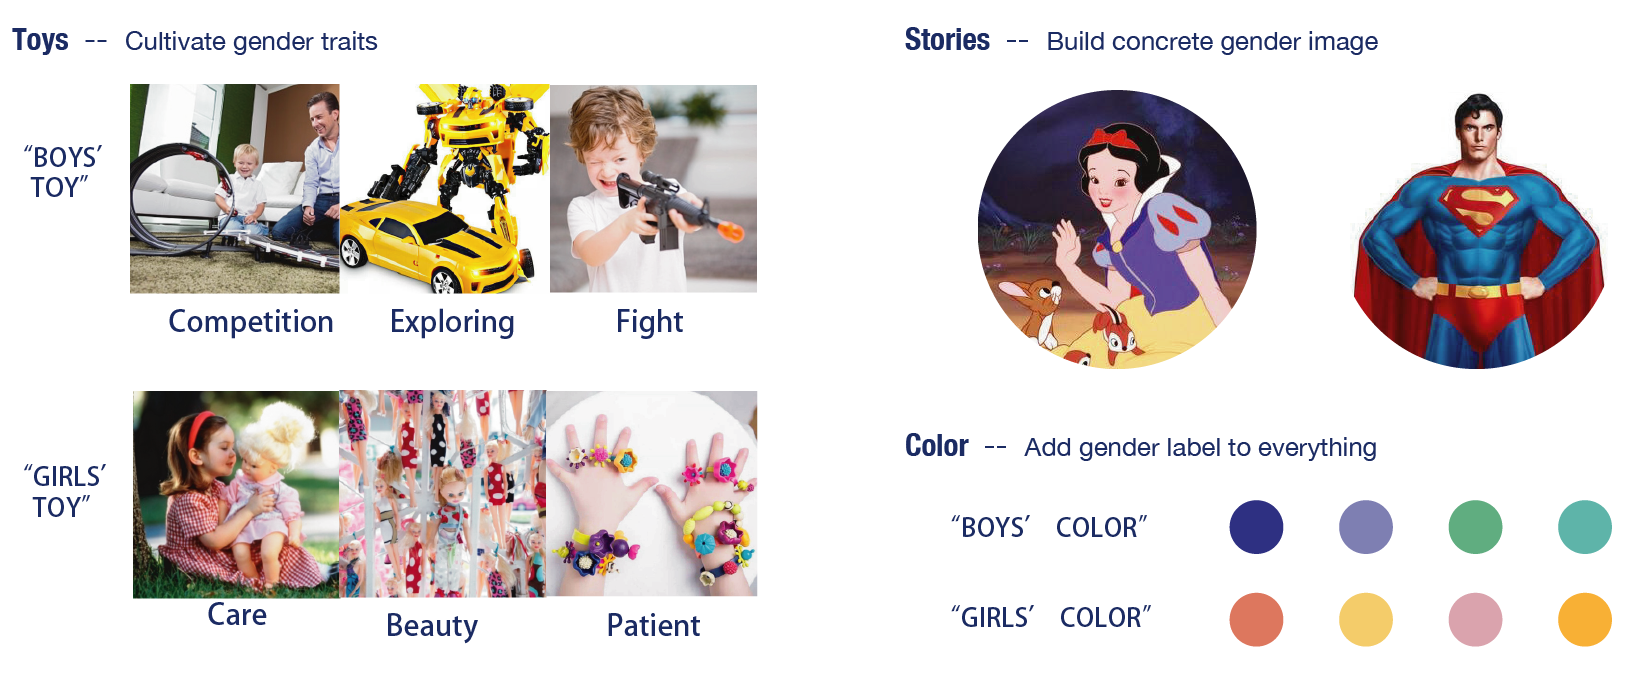 Toys -- Cultivate gender traits
“BOYS’
TOY”
Competition Exploring Fight
“GIRLS’
TOY”
Care
Beauty
Patient
Stories -- Build concrete gender image
S
Color -- Add gender label to everything
“BOYS’ COLOR”
“GIRLS’ COLOR”